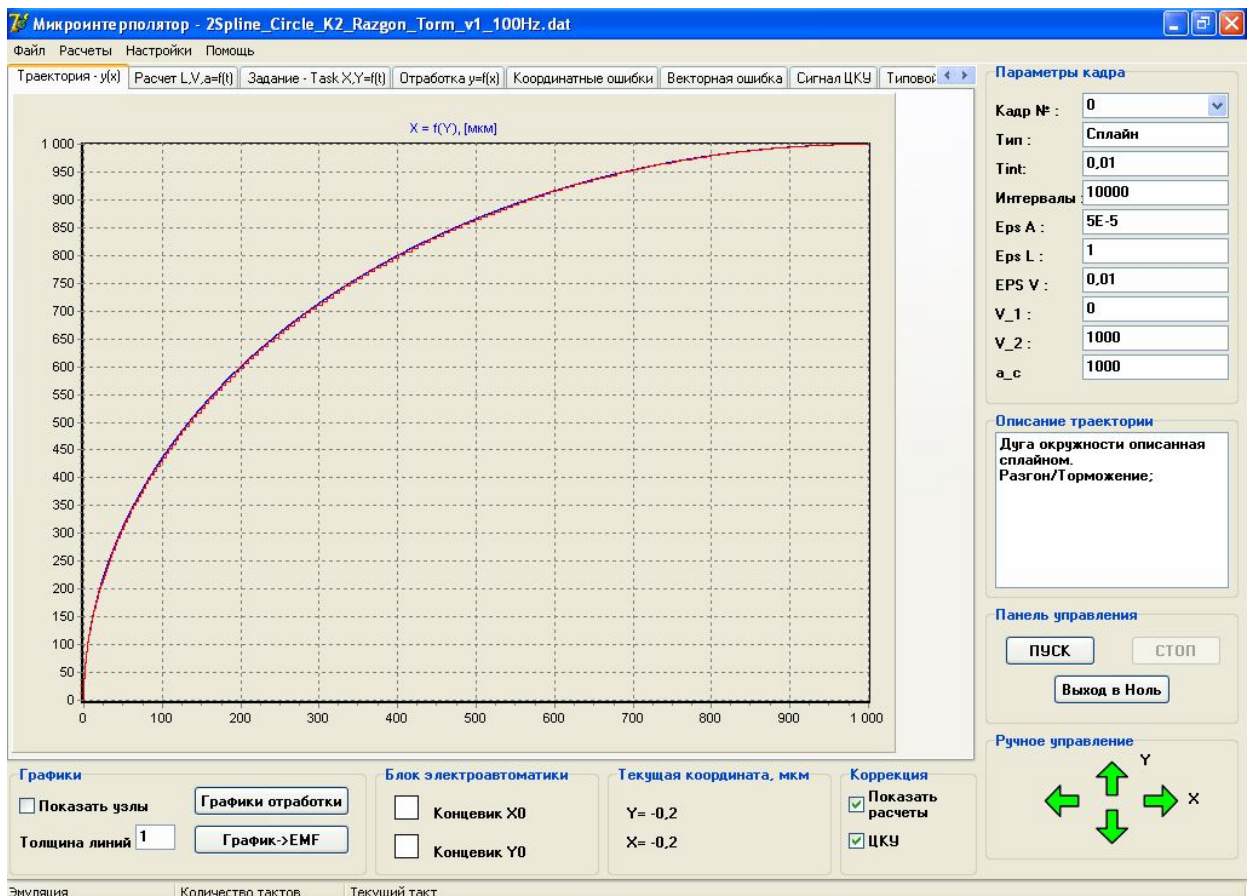 Микроинтерполятор - 2Spline_Circle_K2_Razgon_Torm_v1_100Hz.dat
Файл Расчеты Настройки Помощь
Траектория - y(x) Расчет L,V,a=f(t) Задание - Task X,Y=f(t) Отработка y=f(x) Координатные ошибки Векторная ошибка Сигнал ЦКУ Типовой
X = f(Y), [мкм]
1 000
950
900
850
800
750
700
650
600
550
500
450
400
350
300
250
200
150
100
50
0
0 100 200 300 400 500 600 700 800 900 1 000
Параметры кадра
Кадр № : 0
Тип : Сплайн
Tint: 0,01
Интервалы : 10000
Eps A : 5E-5
Eps L : 1
EPS V : 0,01
V_1 : 0
V_2 : 1000
a_c 1000
Описание траектории
Дуга окружности описанная
сплайном.
Разгон/Торможение;
Панель управления
ПУСК СТОП
Выход в Ноль
Ручное управление
Y
X
Графики
Показать узлы Графики отработки
Толщина линий 1 График->EMF
Блок электроавтоматики
Концевик X0
Концевик Y0
Текущая координата, мкм
Y= -0,2
X= -0,2
Коррекция
Показать
расчеты
ЦКУ
Эмуляция Количество тактов Текущий такт